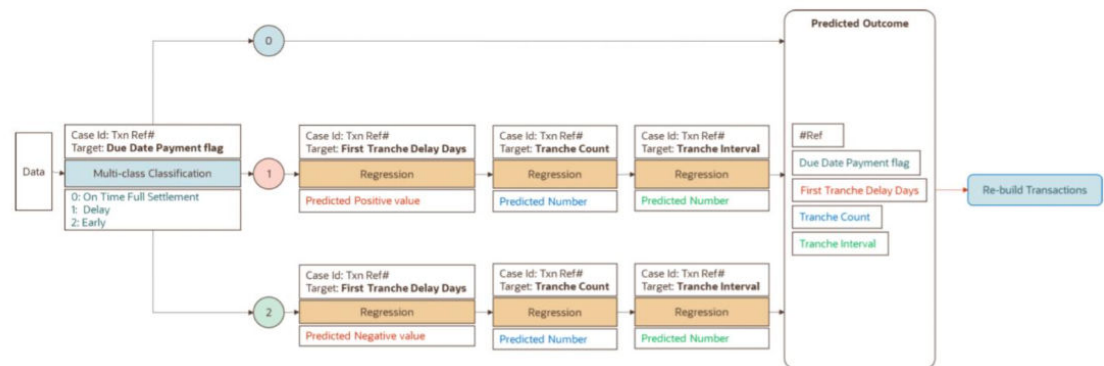 Predicted Outcome
0
Data
Case Id: Txn Ref#
Target: Due Date Payment flag
Multi-class Classification
0: On Time Full Settlement
1: Delay
2: Early
1
Case Id: Txn Ref#
Target: First Tranche Delay Days
Regression
Predicted Positive value
Case Id: Txn Ref#
Target: Tranche Count
Regression
Predicted Number
Case Id: Txn Ref#
Target: Tranche Interval
Regression
Predicted Number
2
Case Id: Txn Ref#
Target: First Tranche Delay Days
Regression
Predicted Negative value
Case Id: Txn Ref#
Target: Tranche Count
Regression
Predicted Number
Case Id: Txn Ref#
Target: Tranche Interval
Regression
Predicted Number
#Ref
Due Date Payment flag
First Tranche Delay Days
Tranche Count
Tranche Interval
Re-build Transactions